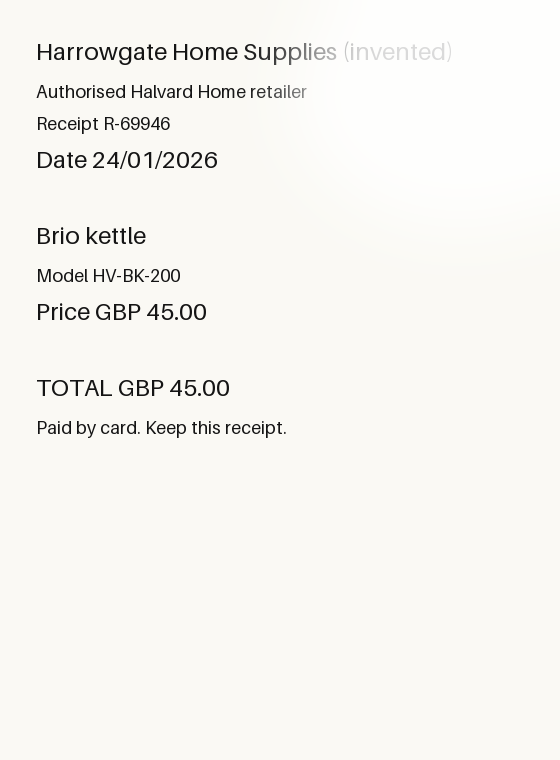 Harrowgate Home Supplies (invented)
Authorised Halvard Home retailer
Receipt R-69946
Date 24/01/2026
Brio kettle
Model HV-BK-200
Price GBP 45.00
TOTAL GBP 45.00
Paid by card. Keep this receipt.